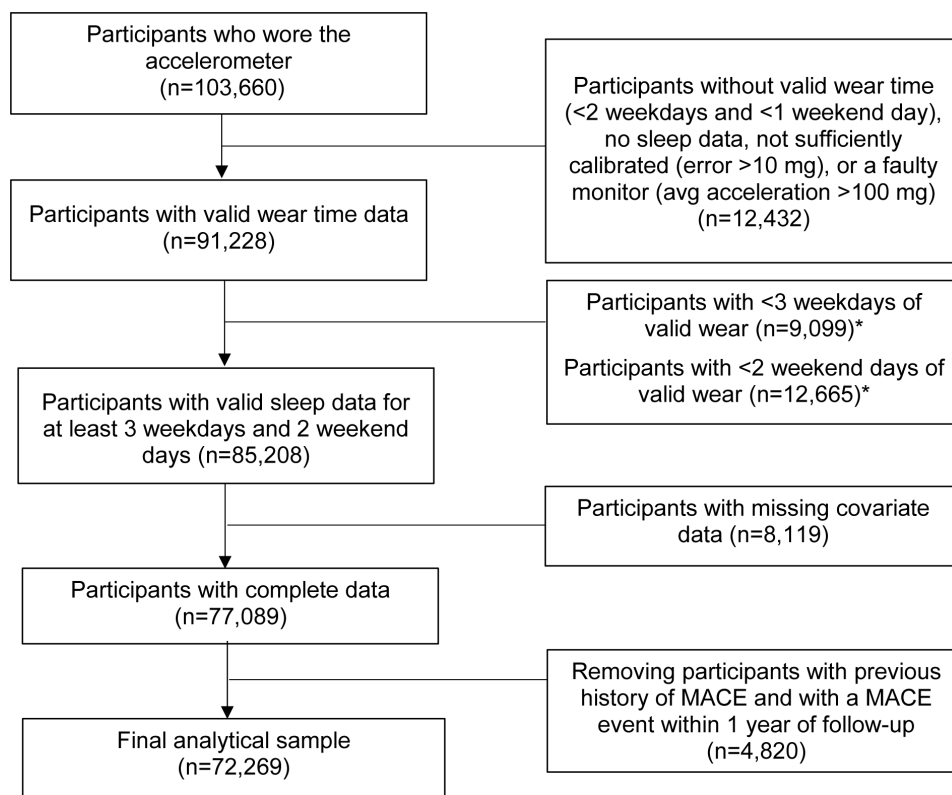 Participants who wore the
accelerometer
(n=103,660)
Participants without valid wear time
(<2 weekdays and <1 weekend day),
no sleep data, not sufficiently
calibrated (error >10 mg), or a faulty
monitor (avg acceleration >100 mg)
(n=12,432)
Participants with valid wear time data
(n=91,228)
Participants with <3 weekdays of
valid wear (n=9,099)*
Participants with <2 weekend days of
valid wear (n=12,665)*
Participants with valid sleep data for
at least 3 weekdays and 2 weekend
days (n=85,208)
Participants with missing covariate
data (n=8,119)
Participants with complete data
(n=77,089)
Removing participants with previous
history of MACE and with a MACE
event within 1 year of follow-up
(n=4,820)
Final analytical sample
(n=72,269)